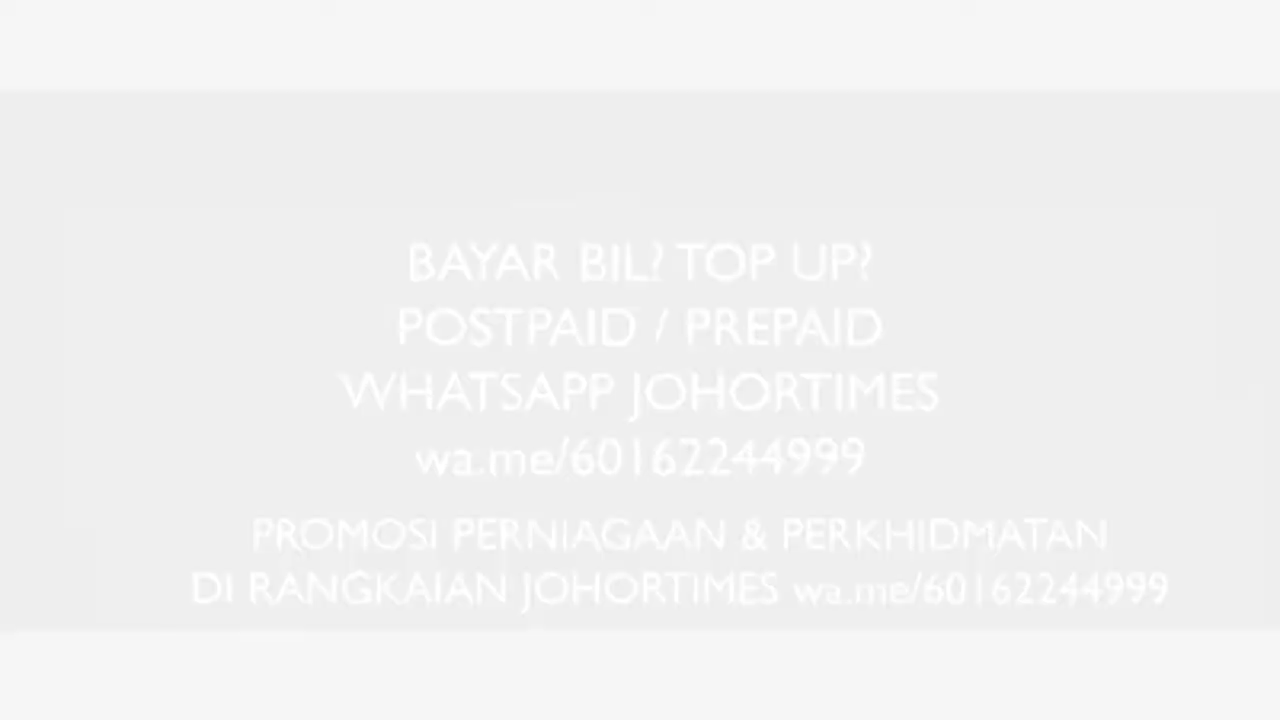 BAYAR BIL? TOP UP?
POSTPAID / PREPAID
WHATSAPP JOHORTIMES
wa.me/60162244999
PROMOSI PERNIAGAAN & PERKHIDMATAN
DI RANGKAIAN JOHORTIMES wa.me/60162244999